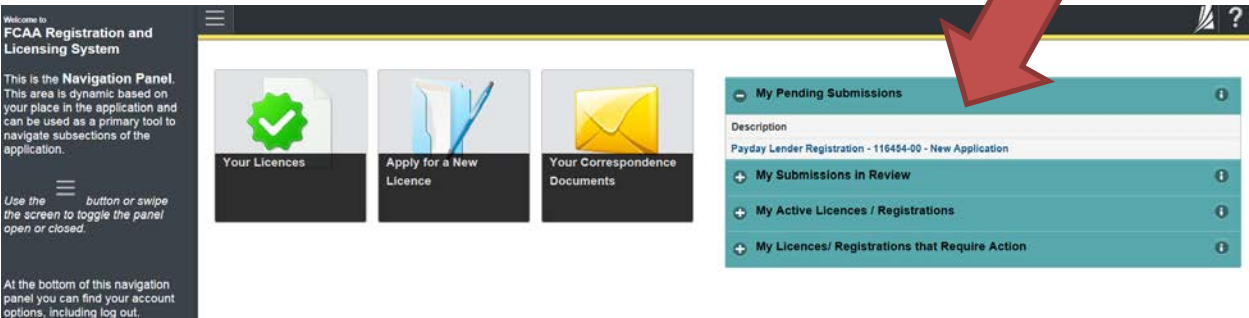 Welcome to
FCAA Registration and
Licensing System
This is the Navigation Panel.
This area is dynamic based on
your place in the application and
can be used as a primary tool to
navigate subsections of the
application.
Use the button or swipe
the screen to toggle the panel
open or closed.
At the bottom of this navigation
panel you can find your account
options, including log out.
?
Your Licences
Apply for a New
Licence
Your Correspondence
Documents
My Pending Submissions
Description
Payday Lender Registration - 116454-00 - New Application
My Submissions in Review
My Active Licences / Registrations
My Licences/ Registrations that Require Action